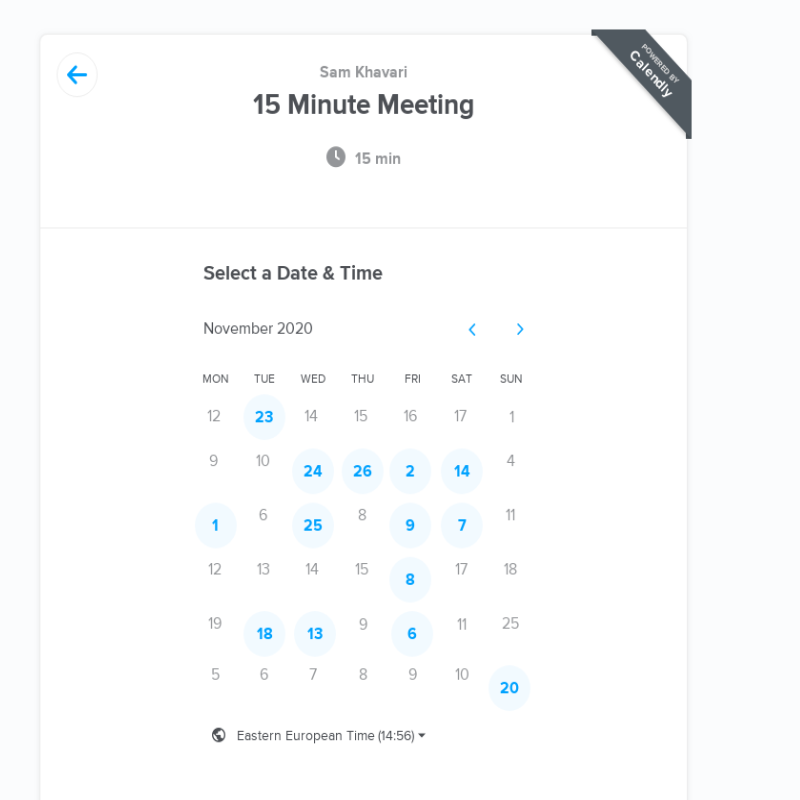 POWERED BY
Calendly
Sam Khavari
15 Minute Meeting
15 min
Select a Date & Time
November 2020
MON TUE WED THU FRI SAT SUN
12 23 14 15 16 17 1
9 10 24 26 2 14 4
1 6 25 8 9 7 11
12 13 14 15 8 17 18
19 18 13 9 6 11 25
5 6 7 8 9 10 20
Eastern European Time (14:56)